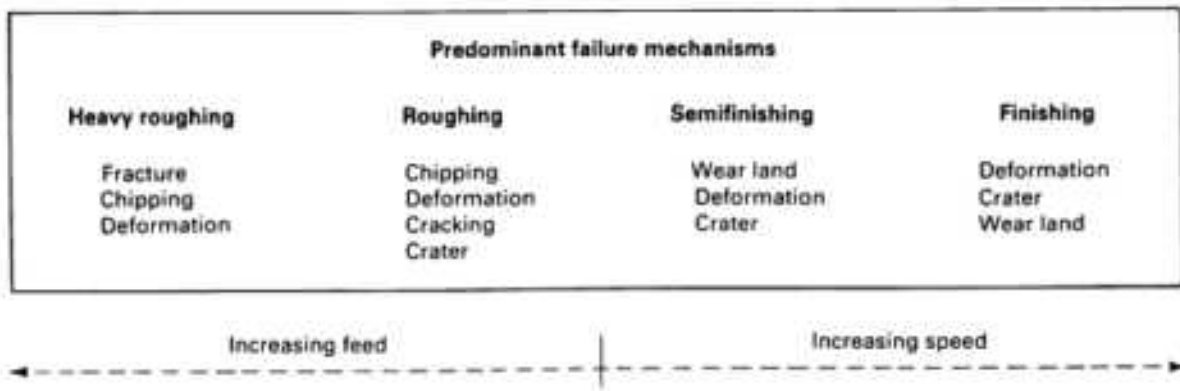 Predominant failure mechanisms
Heavy roughing Roughing Semifinishing Finishing
Fracture Chipping Wear land Deformation
Chipping Deformation Deformation Crater
Deformation Cracking Crater Wear land
Crater
Increasing feed Increasing speed